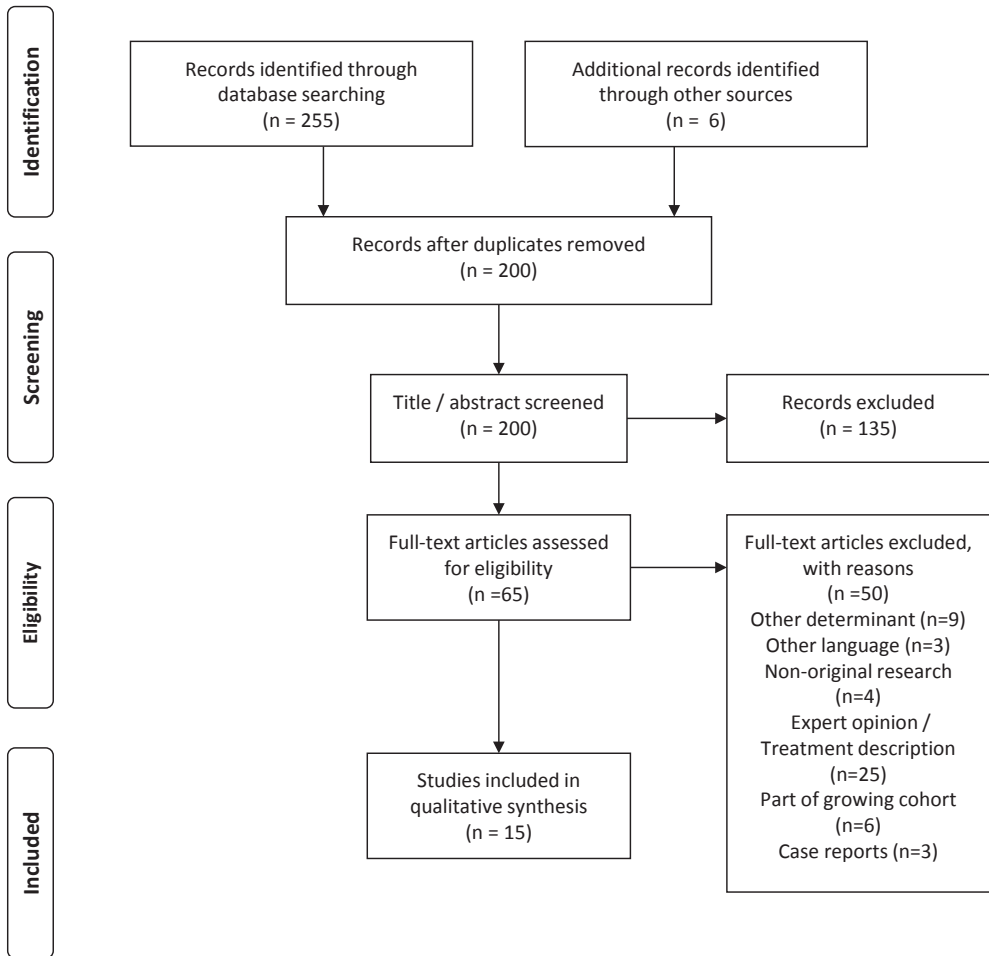 Identification
Records identified through
database searching
(n = 255)
Additional records identified
through other sources
(n =  6)
Records after duplicates removed
(n = 200)
Screening
Title / abstract screened
(n = 200)
Records excluded
(n = 135)
Eligibility
Full-text articles assessed
for eligibility
(n =65)
Full-text articles excluded,
with reasons
(n =50)
Other determinant (n=9)
Other language (n=3)
Non-original research
(n=4)
Expert opinion /
Treatment description
(n=25)
Part of growing cohort
(n=6)
Case reports (n=3)
Included
Studies included in
qualitative synthesis
(n = 15)